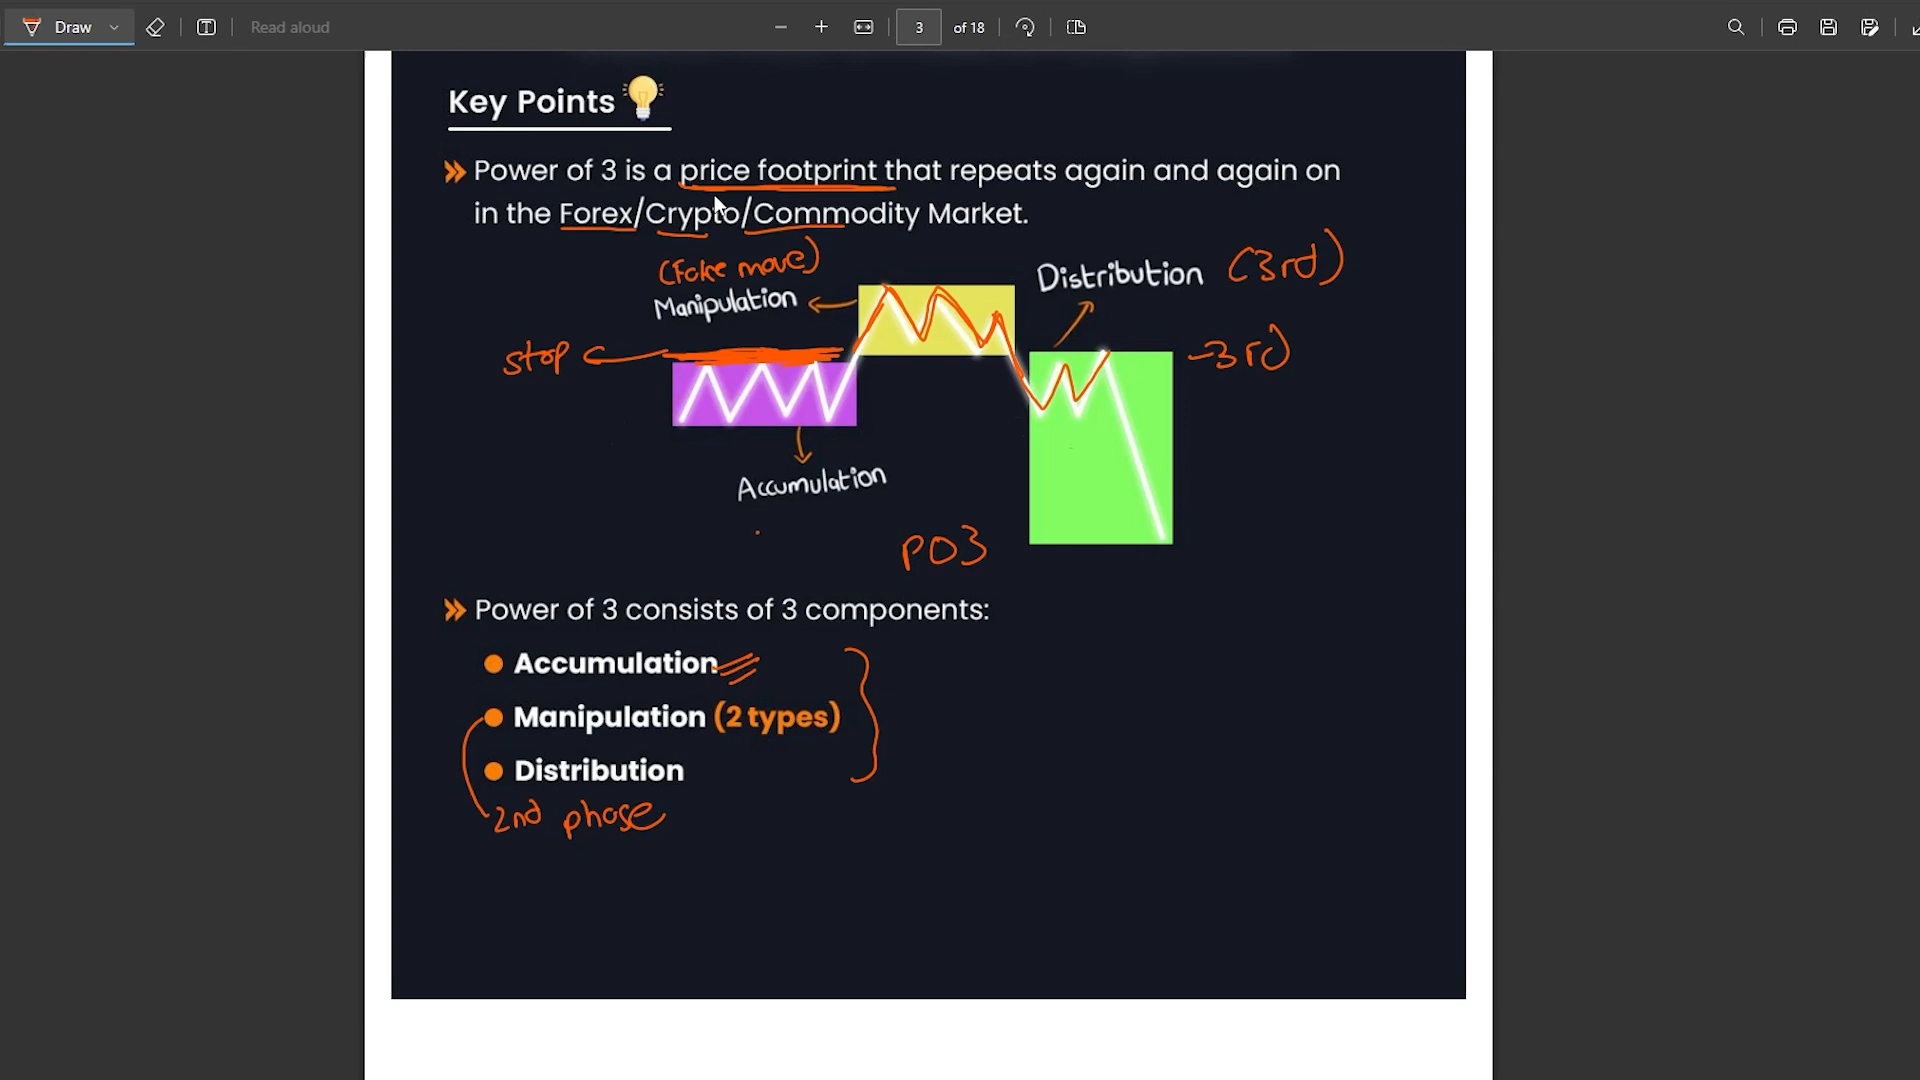 Draw
Read aloud
3 of 18
Key Points
Power of 3 is a price footprint that repeats again and again on
in the Forex/Crypto/Commodity Market.
(Fake move)
Manipulation
Distribution (3rd)
stop
3rd
Accumulation
PO3
Power of 3 consists of 3 components:
Accumulation
Manipulation (2 types)
Distribution
2nd phase